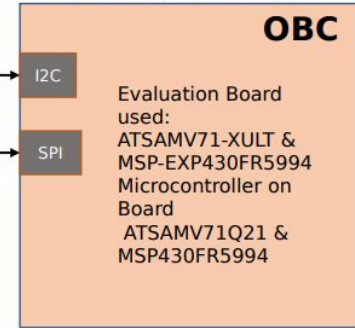 OBC
I2C
SPI
Evaluation Board
used:
ATSAMV71-XULT &
MSP-EXP430FR5994
Microcontroller on
Board
ATSAMV71Q21 &
MSP430FR5994